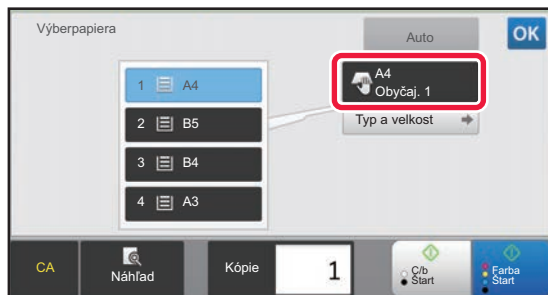 Výberpapiera
Auto
OK
1 A4
A4
Obyčaj. 1
2 B5
Typ a velkost
3 B4
4 A3
CA
Náhľad
Kópie
1
Č/b
Štart
Farba
Štart